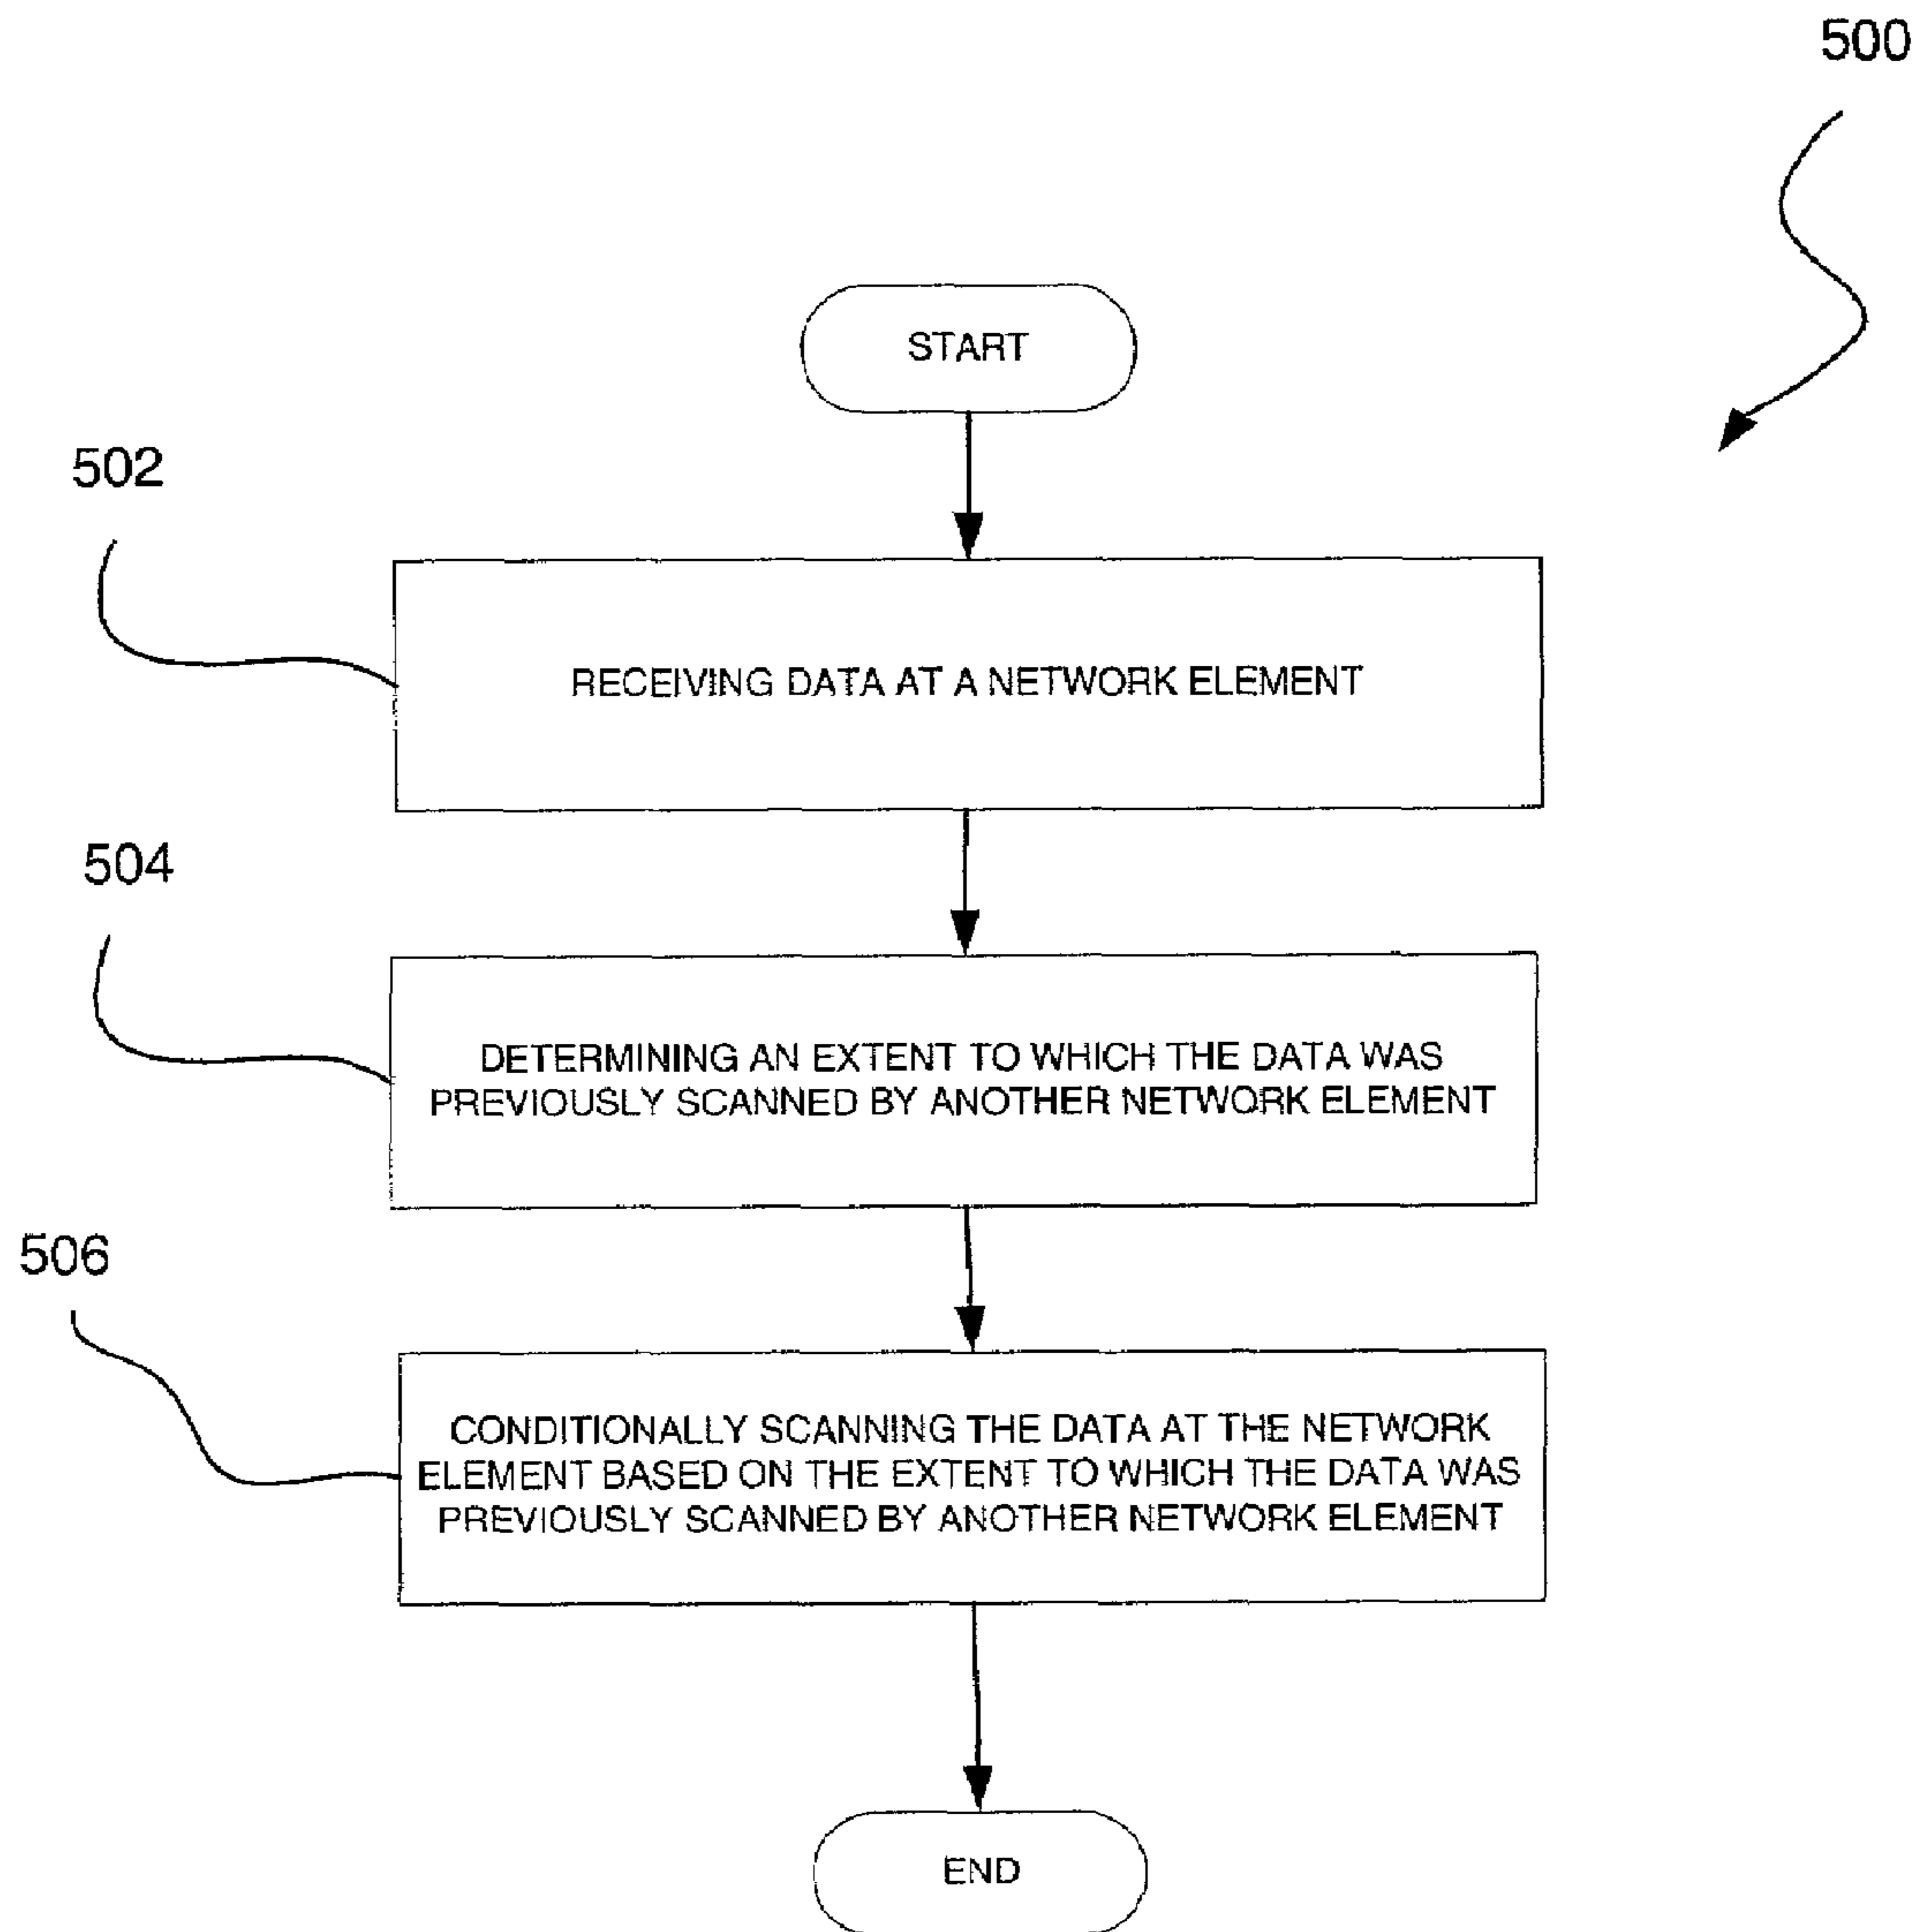 500
START
502
RECEIVING DATA AT A NETWORK ELEMENT
504
DETERMINING AN EXTENT TO WHICH THE DATA WAS
PREVIOUSLY SCANNED BY ANOTHER NETWORK ELEMENT
506
CONDITIONALLY SCANNING THE DATA AT THE NETWORK
ELEMENT BASED ON THE EXTENT TO WHICH THE DATA WAS
PREVIOUSLY SCANNED BY ANOTHER NETWORK ELEMENT
END